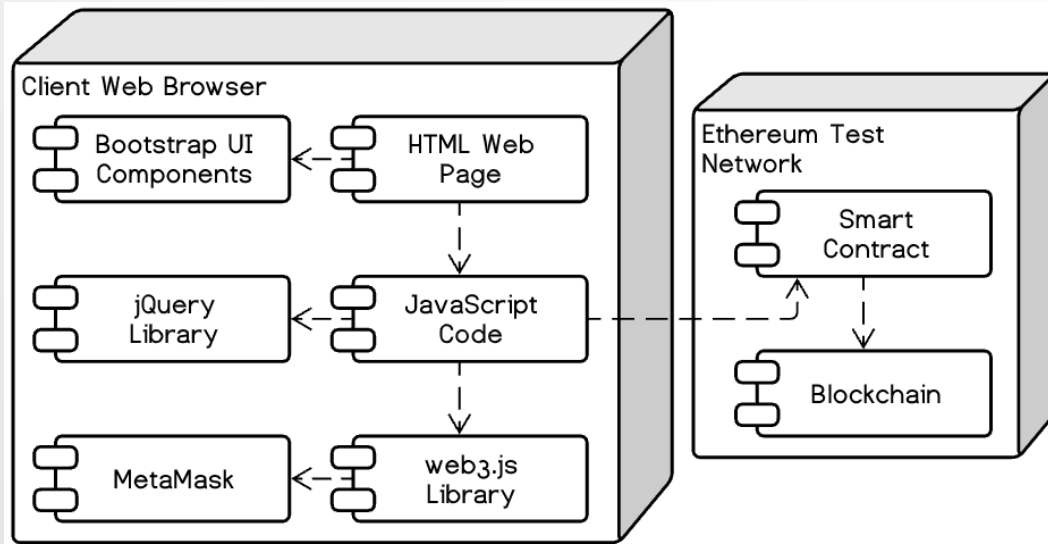 Client Web Browser
Bootstrap UI
Components
HTML Web
Page
jQuery
Library
JavaScript
Code
MetaMask
web3.js
Library
Ethereum Test
Network
Smart
Contract
Blockchain